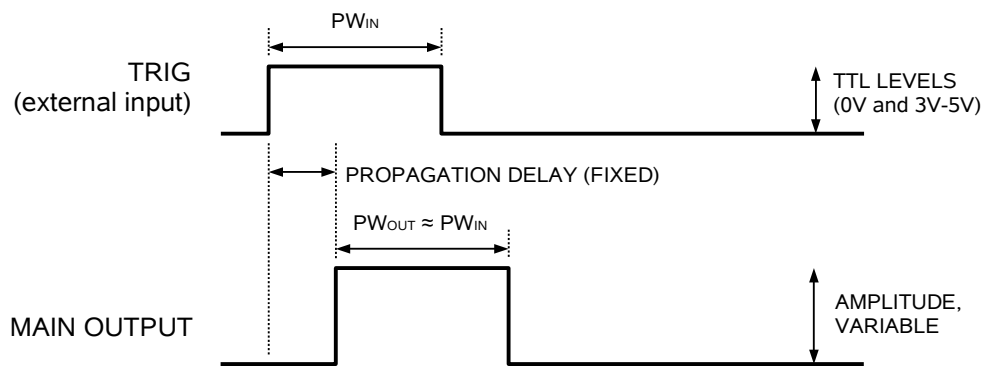 PWIN
TRIG
(external input)
TTL LEVELS
(0V and 3V-5V)
PROPAGATION DELAY (FIXED)
PWOUT ≈ PWIN
MAIN OUTPUT
AMPLITUDE,
VARIABLE